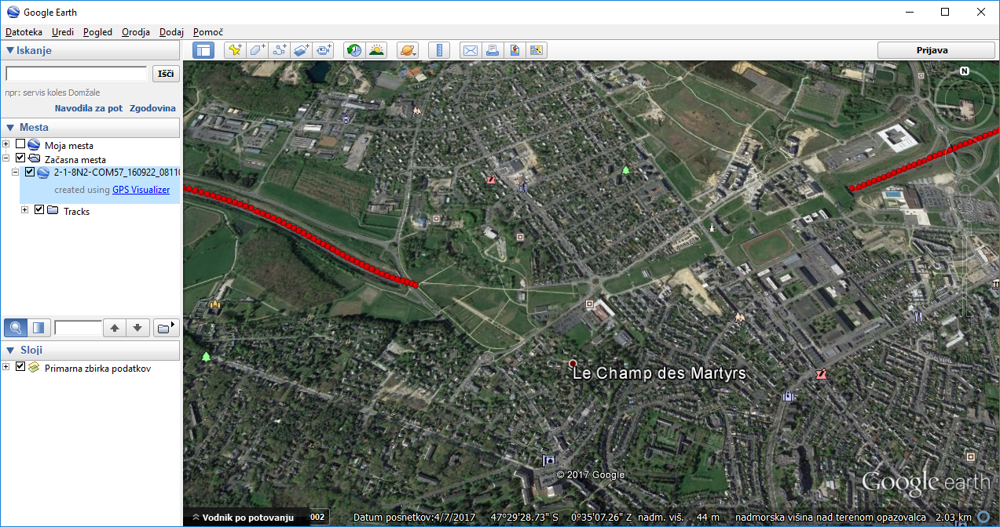 Google Earth
Datoteka Uredi Pogled Orodja Dodaj Pomoč
Iskanje
Išči
npr: servis koles Domžale
Navodila za pot Zgodovina
Mesta
Moja mesta
Začasna mesta
2-1-8N2-COM57_160922_0811
created using GPS Visualizer
Tracks
Sloji
Primarna zbirka podatkov
Prijava
N
Le Champ des Martyrs
© 2017 Google
Google earth
Vodnik po potovanju
002
Datum posnetkov:4/7/2017 47°29'28.73" S 0°35'07.26" Z nadm. viš. 44 m nadmorska višina nad terenom opazovalca 2.03 km